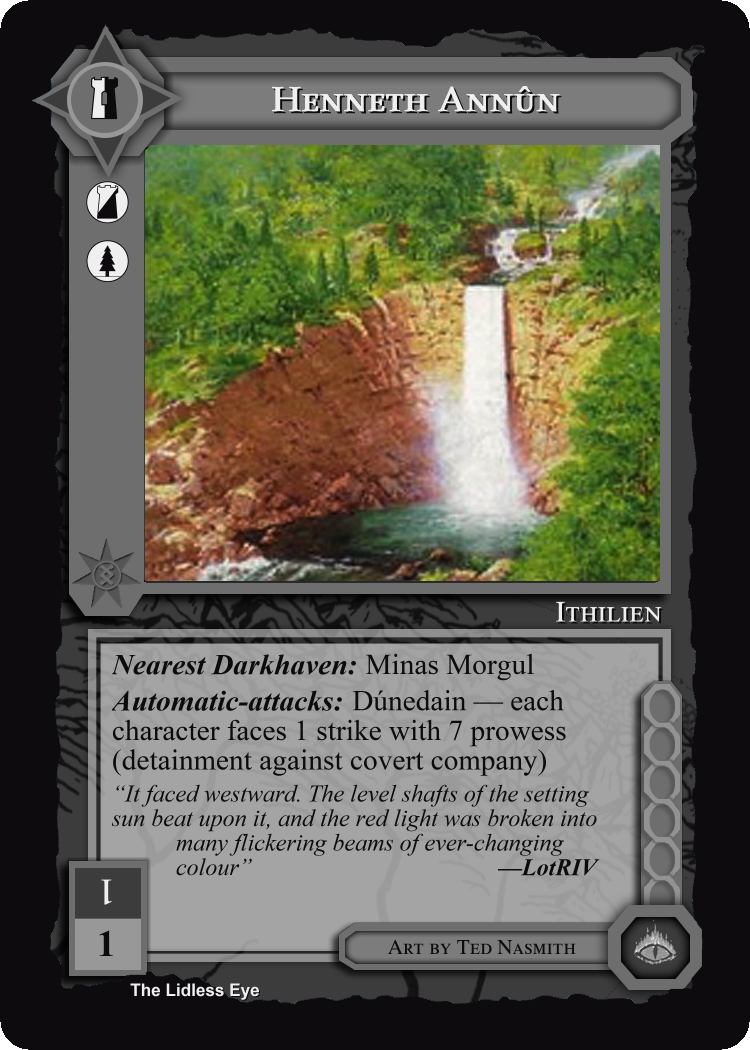 Henneth Annûn
Ithilien
Nearest Darkhaven: Minas Morgul
Automatic-attacks: Dúnedain — each
character faces 1 strike with 7 prowess
(detainment against covert company)
“It faced westward. The level shafts of the setting
sun beat upon it, and the red light was broken into
many flickering beams of ever-changing
colour” —LotRIV
1
1
Art by Ted Nasmith
The Lidless Eye